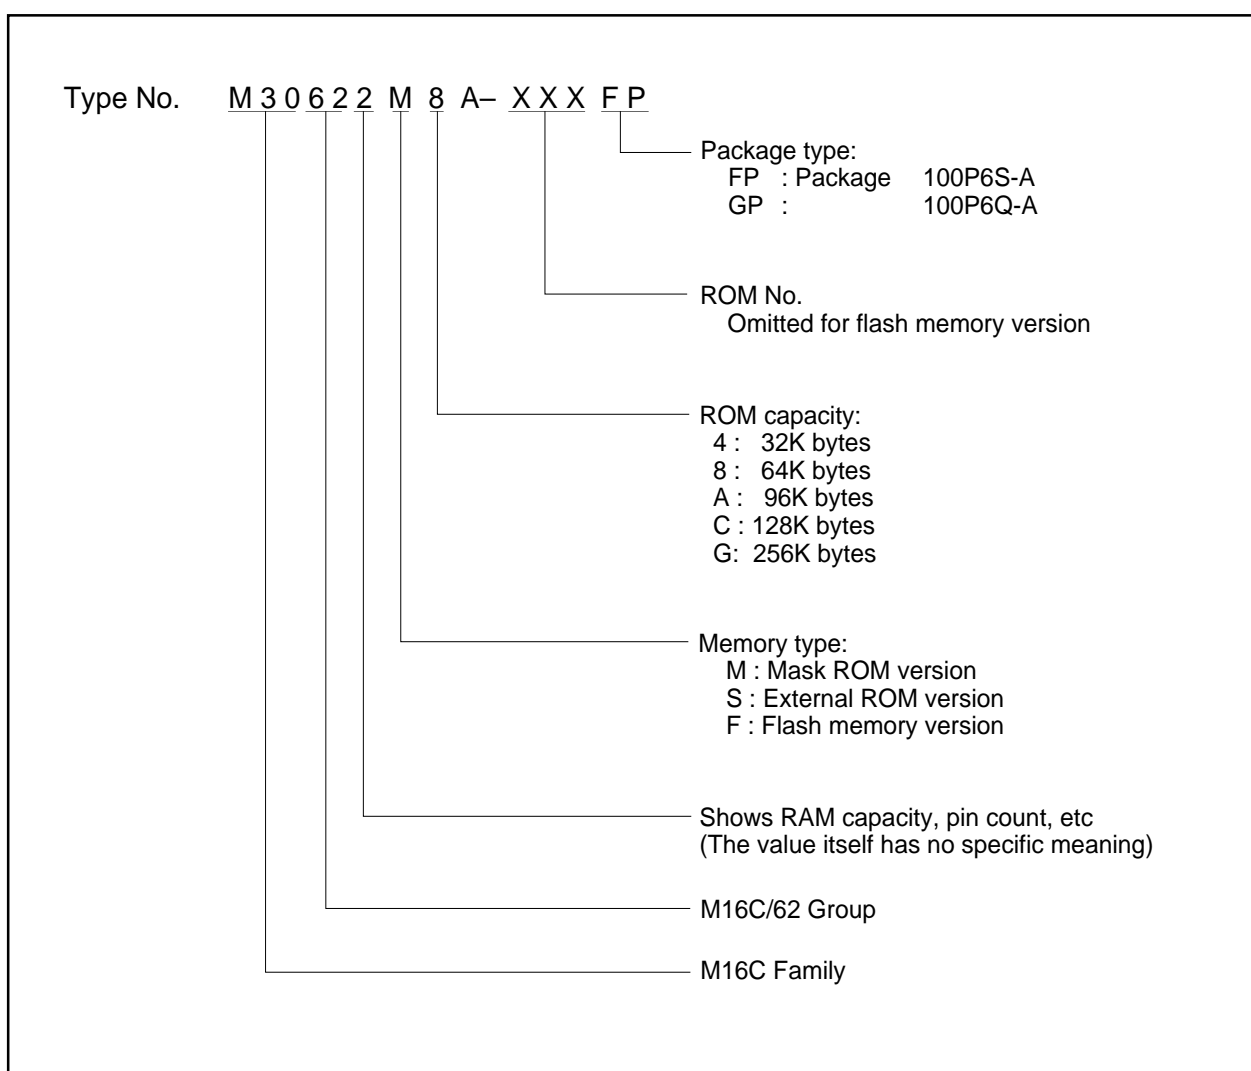 Type No. M 3 0 6 2 2 M 8 A– X X X F P
Package type:
FP : Package 100P6S-A
GP : 100P6Q-A
ROM No.
Omitted for flash memory version
ROM capacity:
4 : 32K bytes
8 : 64K bytes
A : 96K bytes
C : 128K bytes
G: 256K bytes
Memory type:
M : Mask ROM version
S : External ROM version
F : Flash memory version
Shows RAM capacity, pin count, etc
(The value itself has no specific meaning)
M16C/62 Group
M16C Family